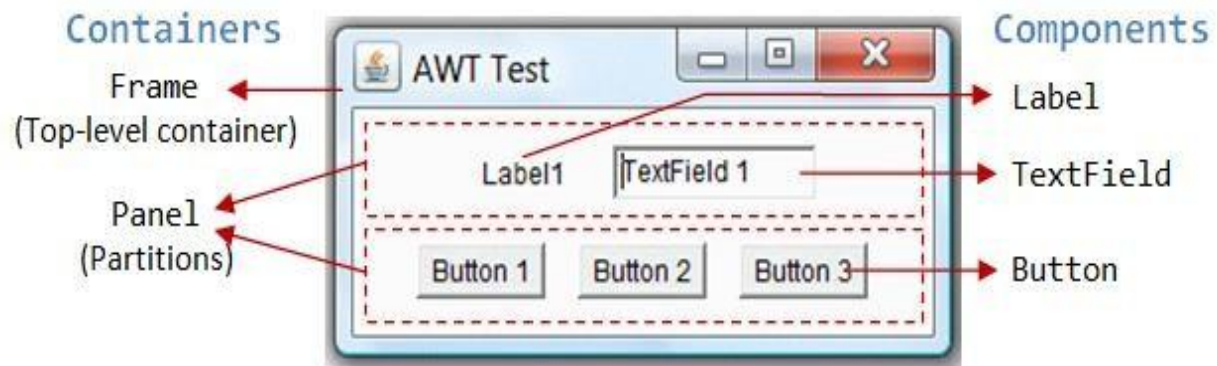 Containers
Components
Frame
(Top-level container)
AWT Test
Label
Label1
TextField 1
TextField
Panel
(Partitions)
Button 1
Button 2
Button 3
Button